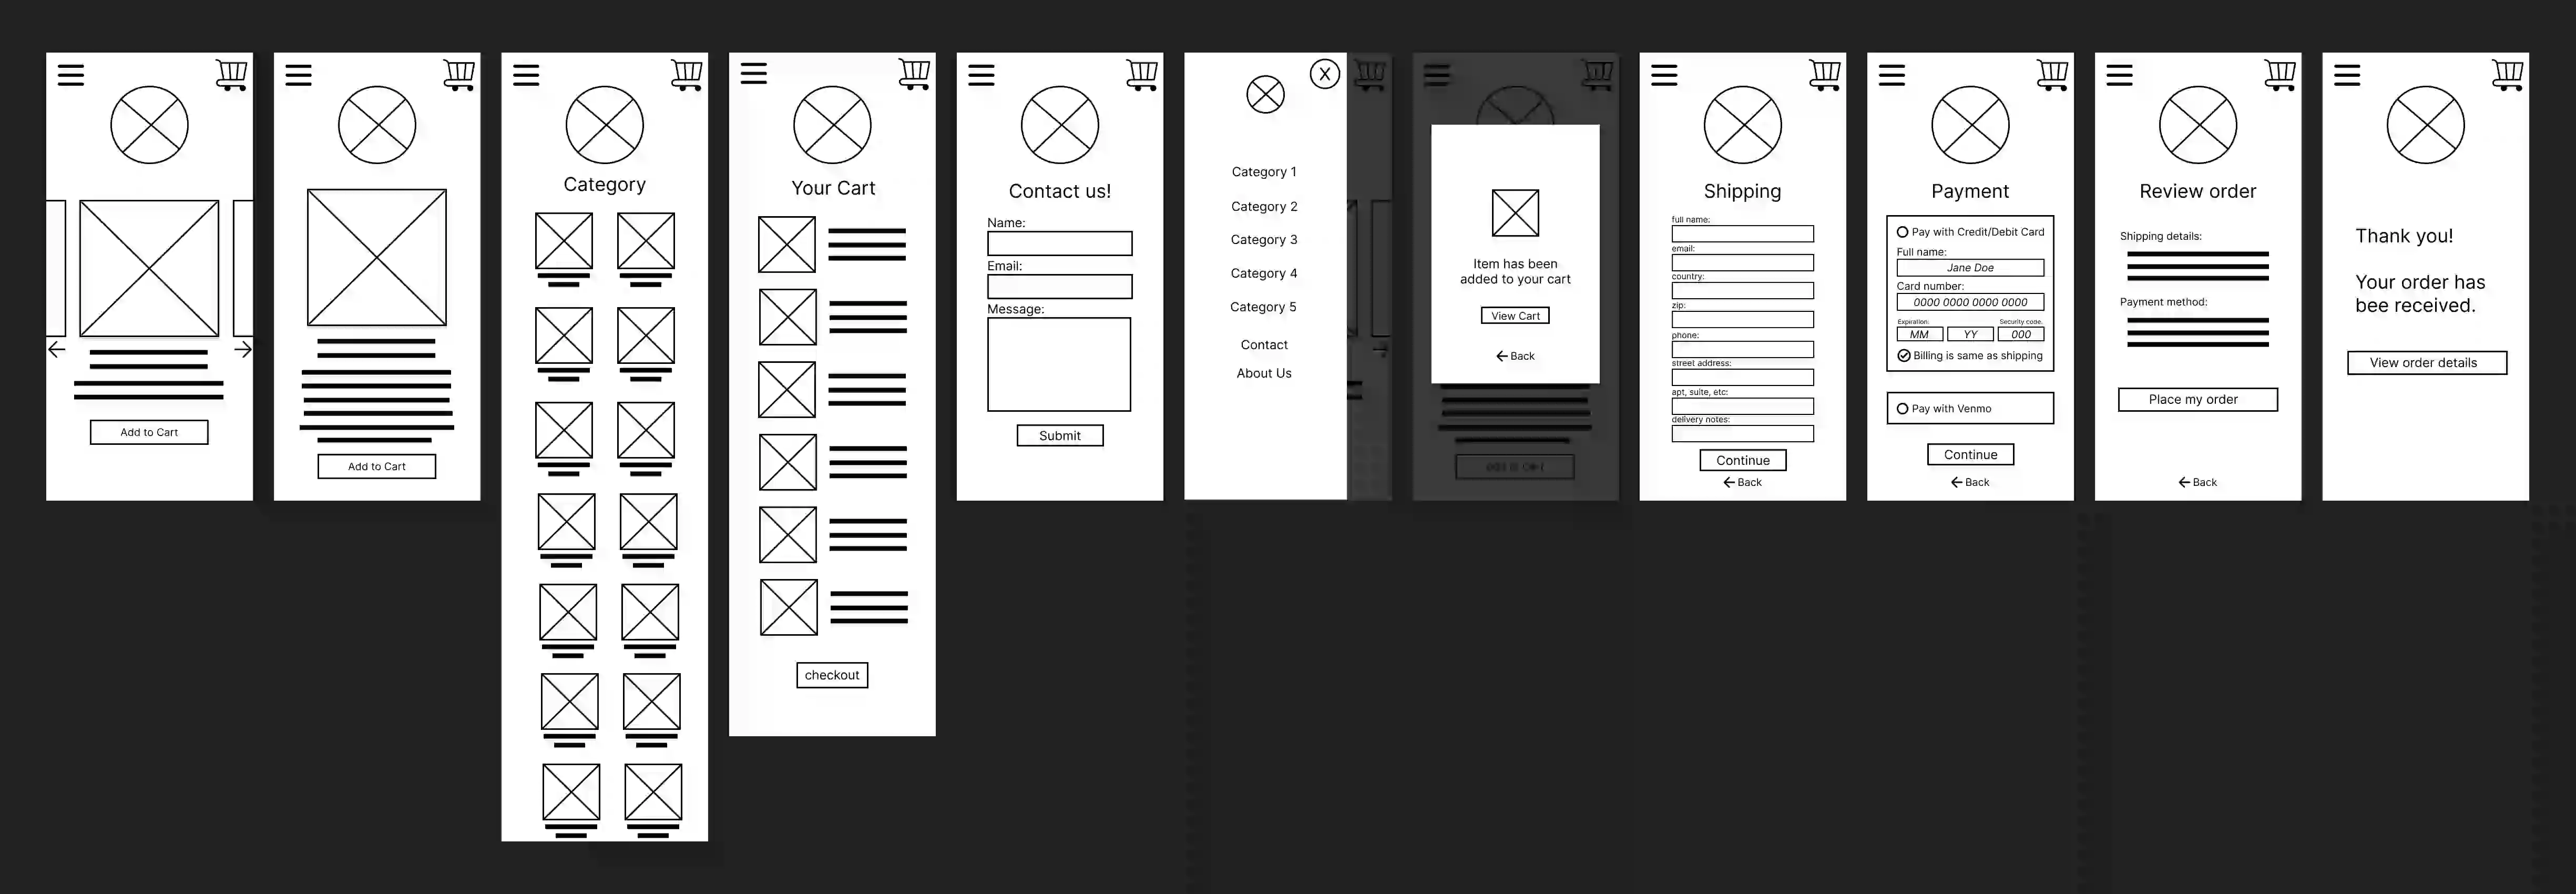 Add to Cart
Add to Cart
Category
Your Cart
checkout
Contact us!
Name:
Email:
Message:
Submit
X
Category 1
Category 2
Category 3
Category 4
Category 5
Contact
About Us
Item has been
added to your cart
View Cart
Back
Shipping
full name:
email:
country:
zip:
phone:
street address:
apt, suite, etc:
delivery notes:
Continue
Back
Payment
Pay with Credit/Debit Card
Full name:
Jane Doe
Card number:
0000 0000 0000 0000
Expiration: Security code.
MM YY 000
Billing is same as shipping
Pay with Venmo
Continue
Back
Review order
Shipping details:
Payment method:
Place my order
Back
Thank you!
Your order has
bee received.
View order details